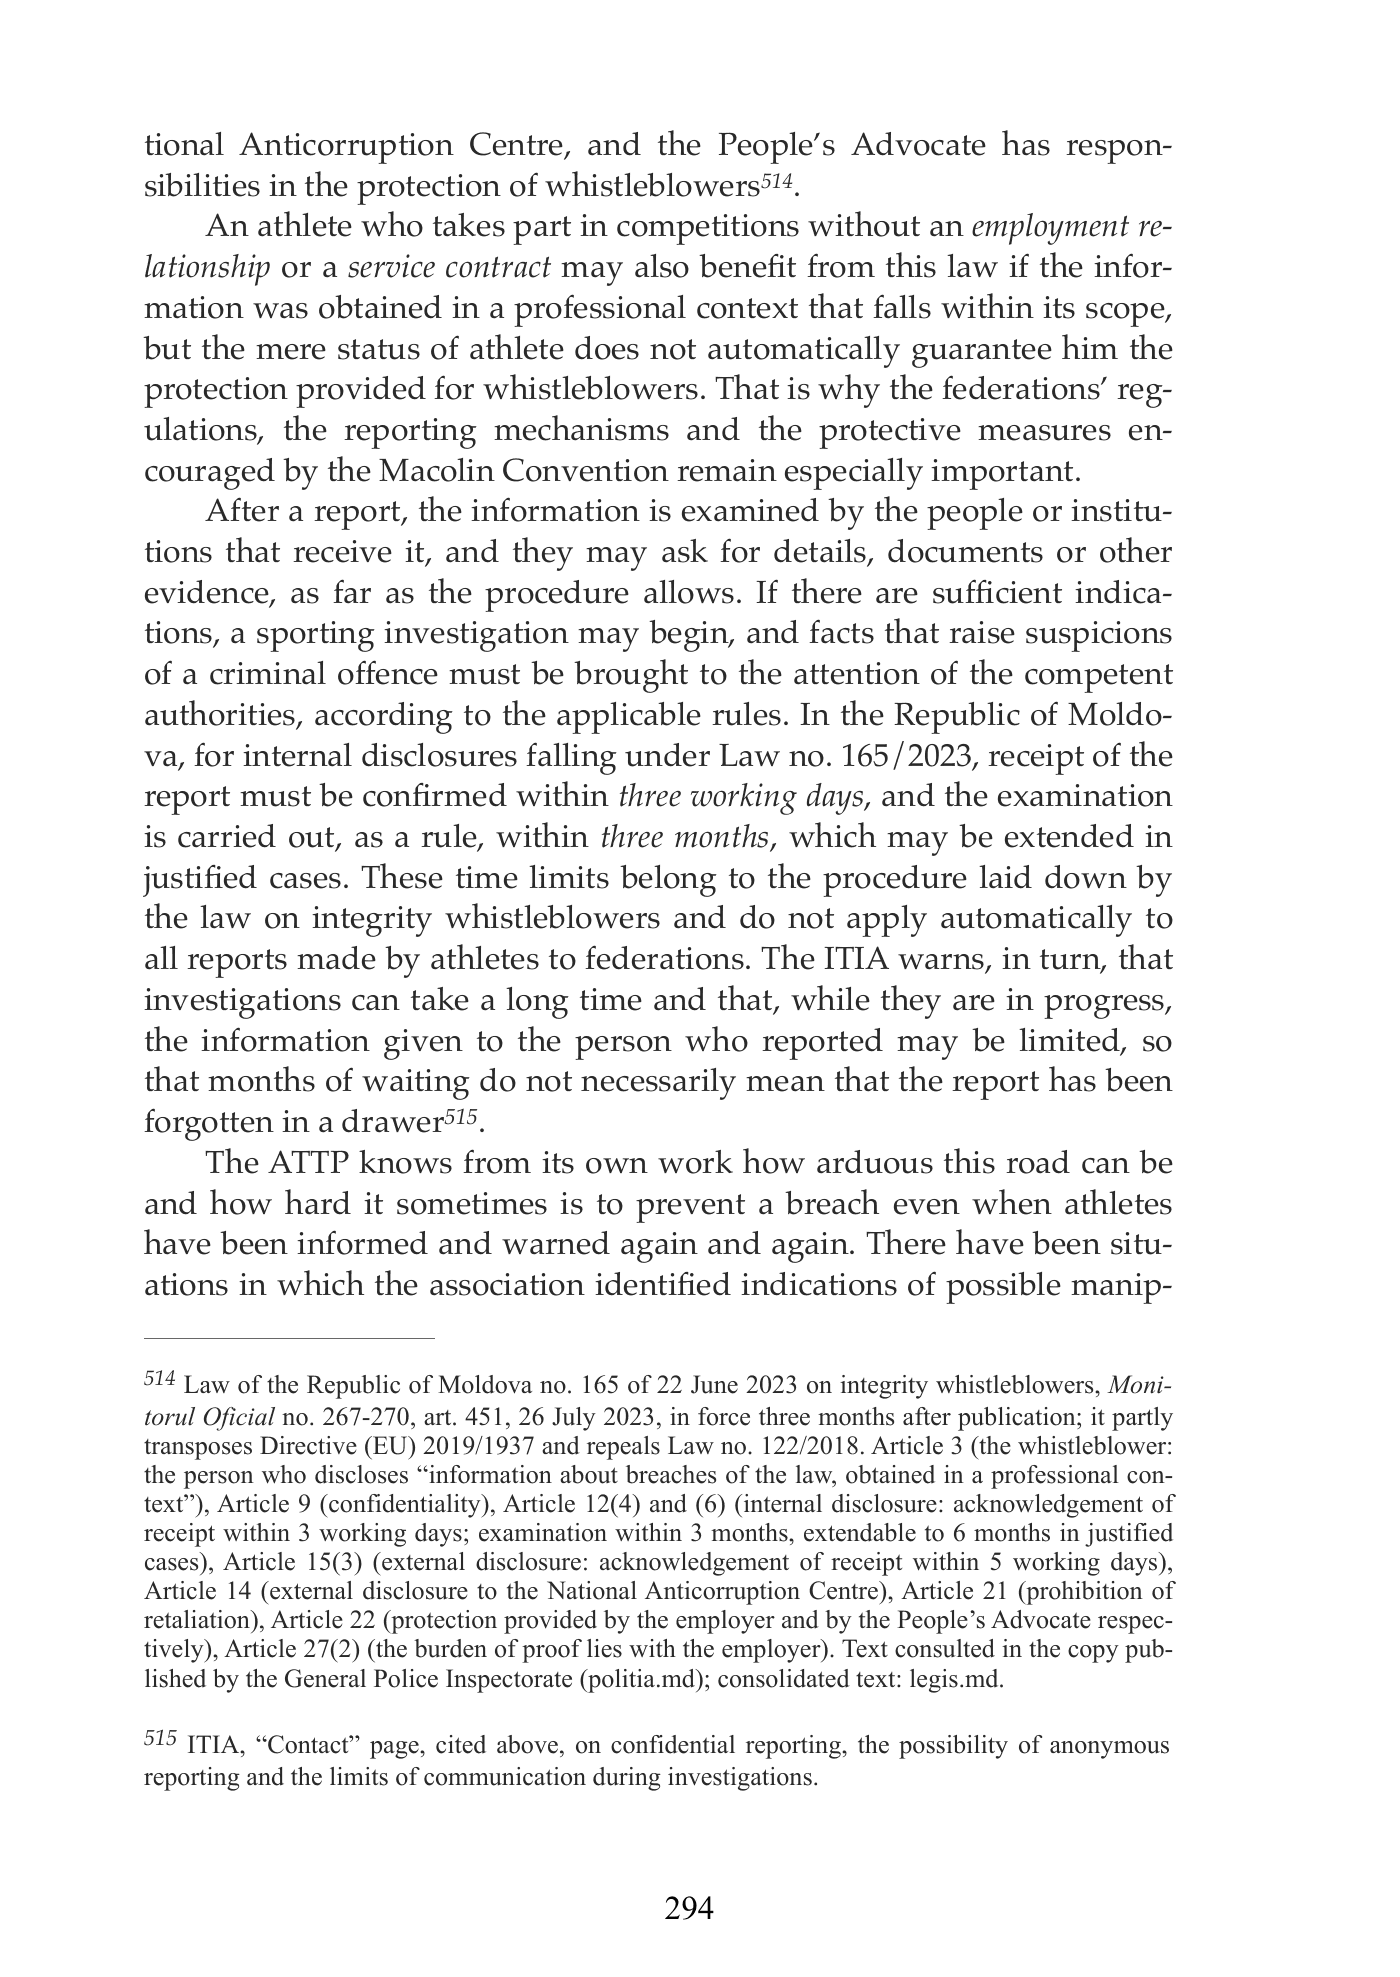 tional Anticorruption Centre, and the People’s Advocate has respon-
sibilities in the protection of whistleblowers514.
An athlete who takes part in competitions without an employment re-
lationship or a service contract may also benefit from this law if the infor-
mation was obtained in a professional context that falls within its scope,
but the mere status of athlete does not automatically guarantee him the
protection provided for whistleblowers. That is why the federations’ reg-
ulations, the reporting mechanisms and the protective measures en-
couraged by the Macolin Convention remain especially important.
After a report, the information is examined by the people or institu-
tions that receive it, and they may ask for details, documents or other
evidence, as far as the procedure allows. If there are sufficient indica-
tions, a sporting investigation may begin, and facts that raise suspicions
of a criminal offence must be brought to the attention of the competent
authorities, according to the applicable rules. In the Republic of Moldo-
va, for internal disclosures falling under Law no. 165/2023, receipt of the
report must be confirmed within three working days, and the examination
is carried out, as a rule, within three months, which may be extended in
justified cases. These time limits belong to the procedure laid down by
the law on integrity whistleblowers and do not apply automatically to
all reports made by athletes to federations. The ITIA warns, in turn, that
investigations can take a long time and that, while they are in progress,
the information given to the person who reported may be limited, so
that months of waiting do not necessarily mean that the report has been
forgotten in a drawer515.
The ATTP knows from its own work how arduous this road can be
and how hard it sometimes is to prevent a breach even when athletes
have been informed and warned again and again. There have been situ-
ations in which the association identified indications of possible manip-
514 Law of the Republic of Moldova no. 165 of 22 June 2023 on integrity whistleblowers, Moni-
torul Oficial no. 267-270, art. 451, 26 July 2023, in force three months after publication; it partly
transposes Directive (EU) 2019/1937 and repeals Law no. 122/2018. Article 3 (the whistleblower:
the person who discloses “information about breaches of the law, obtained in a professional con-
text”), Article 9 (confidentiality), Article 12(4) and (6) (internal disclosure: acknowledgement of
receipt within 3 working days; examination within 3 months, extendable to 6 months in justified
cases), Article 15(3) (external disclosure: acknowledgement of receipt within 5 working days),
Article 14 (external disclosure to the National Anticorruption Centre), Article 21 (prohibition of
retaliation), Article 22 (protection provided by the employer and by the People’s Advocate respec-
tively), Article 27(2) (the burden of proof lies with the employer). Text consulted in the copy pub-
lished by the General Police Inspectorate (politia.md); consolidated text: legis.md.
515 ITIA, “Contact” page, cited above, on confidential reporting, the possibility of anonymous
reporting and the limits of communication during investigations.
294